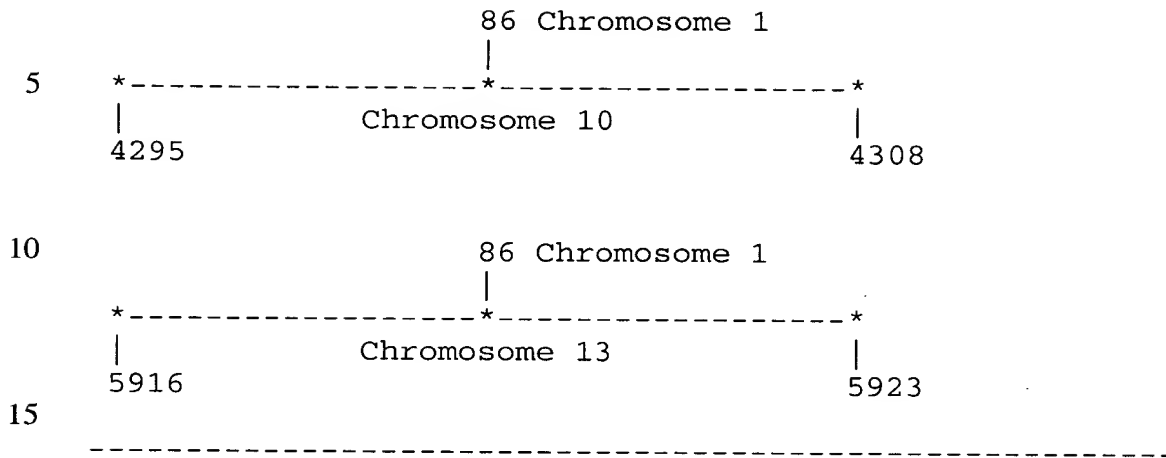 86 Chromosome 1
|
5 *------------------*------------------*
| Chromosome 10 |
4295 4308
10 86 Chromosome 1
|
*------------------*------------------*
| Chromosome 13 |
5916 5923
15
------------------------------------------------------